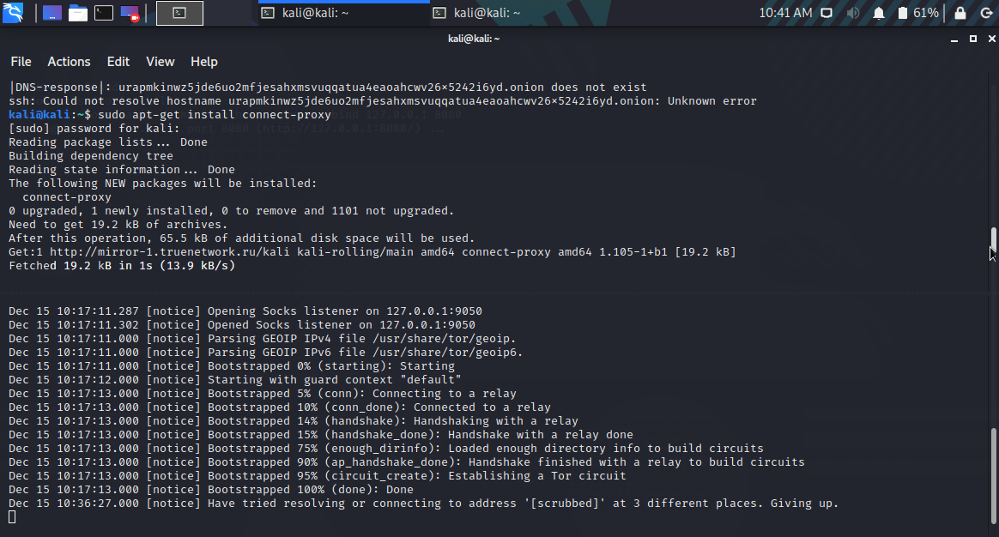 kali@kali: ~
kali@kali: ~
10:41 AM
61%
kali@kali: ~
File Actions Edit View Help
|DNS-response|: urapmkinwz5jde6uo2mfjesahxmsvuqqatua4eaoahcwv26×5242i6yd.onion does not exist
ssh: Could not resolve hostname urapmkinwz5jde6uo2mfjesahxmsvuqqatua4eaoahcwv26×5242i6yd.onion: Unknown error
kali@kali:~$ sudo apt-get install connect-proxy
[sudo] password for kali:
Reading package lists... Done
Building dependency tree
Reading state information... Done
The following NEW packages will be installed:
connect-proxy
0 upgraded, 1 newly installed, 0 to remove and 1101 not upgraded.
Need to get 19.2 kB of archives.
After this operation, 65.5 kB of additional disk space will be used.
Get:1 http://mirror-1.truenetwork.ru/kali kali-rolling/main amd64 connect-proxy amd64 1.105-1+b1 [19.2 kB]
Fetched 19.2 kB in 1s (13.9 kB/s)
Dec 15 10:17:11.287 [notice] Opening Socks listener on 127.0.0.1:9050
Dec 15 10:17:11.302 [notice] Opened Socks listener on 127.0.0.1:9050
Dec 15 10:17:11.000 [notice] Parsing GEOIP IPv4 file /usr/share/tor/geoip.
Dec 15 10:17:11.000 [notice] Parsing GEOIP IPv6 file /usr/share/tor/geoip6.
Dec 15 10:17:11.000 [notice] Bootstrapped 0% (starting): Starting
Dec 15 10:17:12.000 [notice] Starting with guard context "default"
Dec 15 10:17:13.000 [notice] Bootstrapped 5% (conn): Connecting to a relay
Dec 15 10:17:13.000 [notice] Bootstrapped 10% (conn_done): Connected to a relay
Dec 15 10:17:13.000 [notice] Bootstrapped 14% (handshake): Handshaking with a relay
Dec 15 10:17:13.000 [notice] Bootstrapped 15% (handshake_done): Handshake with a relay done
Dec 15 10:17:13.000 [notice] Bootstrapped 75% (enough_dirinfo): Loaded enough directory info to build circuits
Dec 15 10:17:13.000 [notice] Bootstrapped 90% (ap_handshake_done): Handshake finished with a relay to build circuits
Dec 15 10:17:13.000 [notice] Bootstrapped 95% (circuit_create): Establishing a Tor circuit
Dec 15 10:17:13.000 [notice] Bootstrapped 100% (done): Done
Dec 15 10:36:27.000 [notice] Have tried resolving or connecting to address '[scrubbed]' at 3 different places. Giving up.